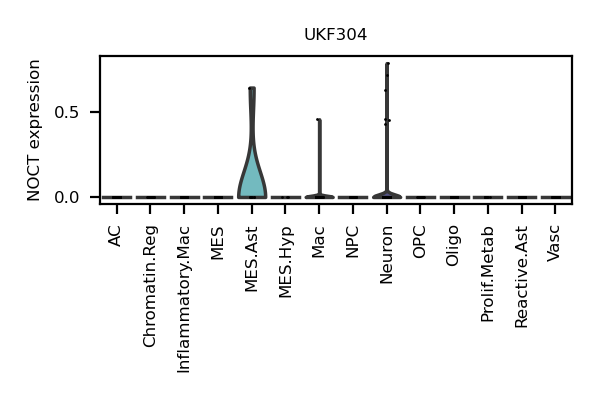 UKF304
NOCT expression
0.5
0.0
AC
Chromatin.Reg
Inflammatory.Mac
MES
MES.Ast
MES.Hyp
Mac
NPC
Neuron
OPC
Oligo
Prolif.Metab
Reactive.Ast
Vasc